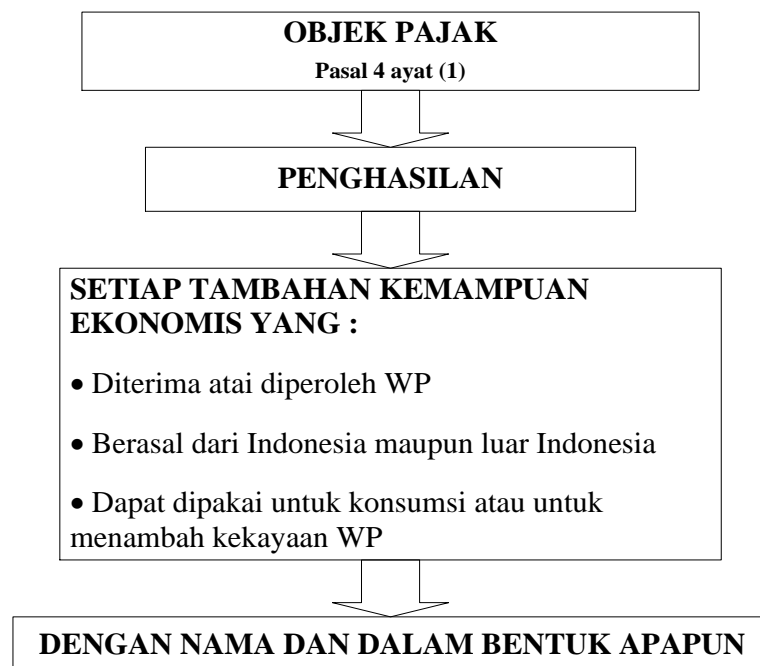 OBJEK PAJAK
Pasal 4 ayat (1)
PENGHASILAN
SETIAP TAMBAHAN KEMAMPUAN
EKONOMIS YANG :
• Diterima atai diperoleh WP
• Berasal dari Indonesia maupun luar Indonesia
• Dapat dipakai untuk konsumsi atau untuk
menambah kekayaan WP
DENGAN NAMA DAN DALAM BENTUK APAPUN